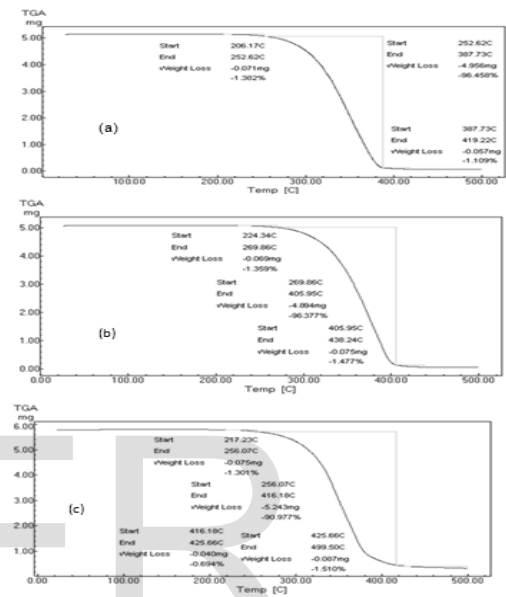 TGA
mg
5.00
4.00
3.00
2.00
1.00
0.00
Start 206.17C
End 252.62C
Weight Loss -0.071mg
-1.382%
Start 252.62C
End 387.73C
Weight Loss -4.956mg
-96.458%
(a)
Start 387.73C
End 419.22C
Weight Loss -0.057mg
-1.109%
100.00 200.00 300.00 400.00 500.00
Temp [C]
TGA
mg
5.00
4.00
3.00
2.00
1.00
0.00
Start 224.34C
End 269.86C
Weight Loss -0.069mg
-1.359%
Start 269.86C
End 405.95C
Weight Loss -4.894mg
-96.377%
(b)
Start 405.95C
End 438.24C
Weight Loss -0.075mg
-1.477%
0.00 100.00 200.00 300.00 400.00 500.00
Temp [C]
TGA
mg
6.00
5.00
4.00
3.00
2.00
1.00
Start 217.23C
End 256.07C
Weight Loss -0.075mg
-1.301%
Start 256.07C
End 416.18C
Weight Loss -5.243mg
-90.977%
(c)
Start 416.18C
End 425.66C
Weight Loss -0.040mg
-0.694%
Start 425.66C
End 499.50C
Weight Loss -0.087mg
-1.510%
0.00 100.00 200.00 300.00 400.00 500.00
Temp [C]